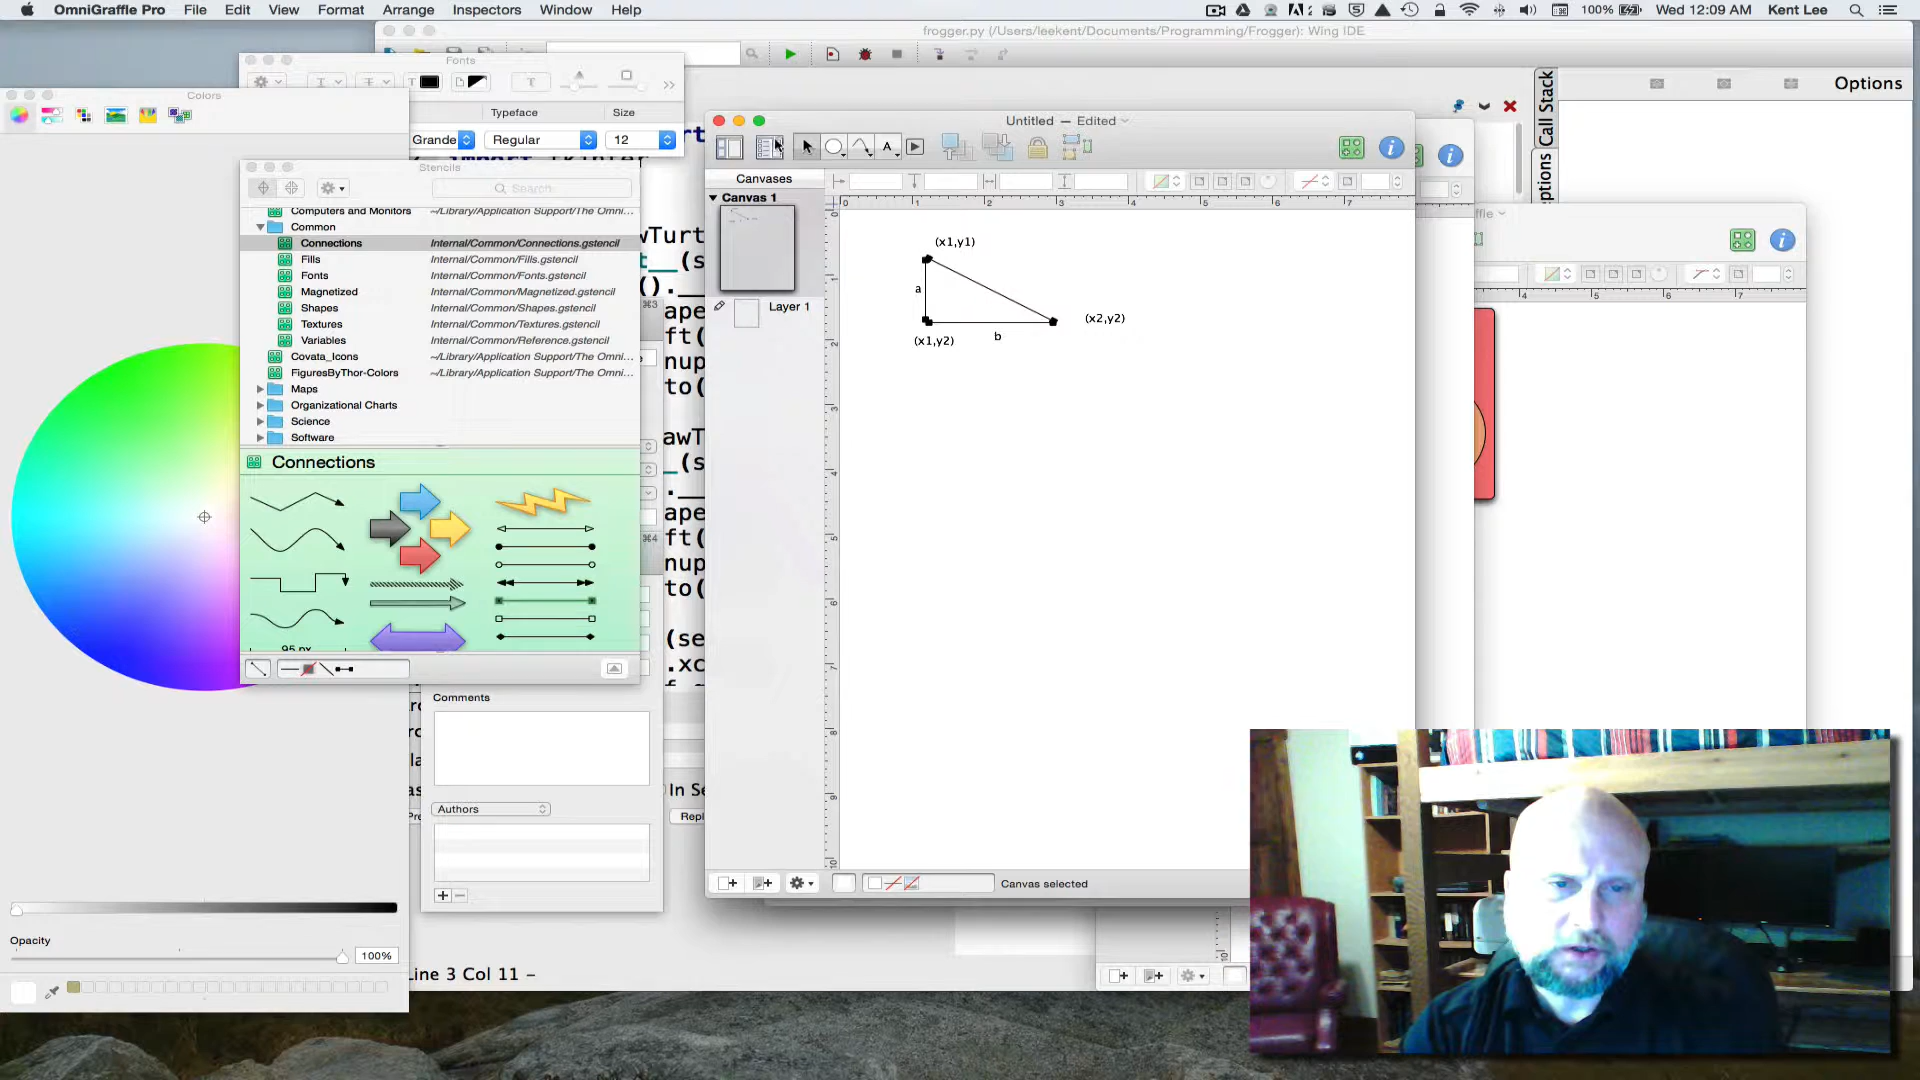 OmniGraffle Pro File Edit View Format Arrange Inspectors Window Help
100% Wed 12:09 AM Kent Lee
frogger.py (/Users/leekent/Documents/Programming/Frogger): Wing IDE
Fonts
Typeface Size
Grande Regular 12
Colors
Stencils
Search
Computers and Monitors ~/Library/Application Support/The Omni...
Common
Connections Internal/Common/Connections.gstencil
Fills Internal/Common/Fills.gstencil
Fonts Internal/Common/Fonts.gstencil
Magnetized Internal/Common/Magnetized.gstencil
Shapes Internal/Common/Shapes.gstencil
Textures Internal/Common/Textures.gstencil
Variables Internal/Common/Reference.gstencil
Covata_Icons ~/Library/Application Support/The Omni...
FiguresByThor-Colors ~/Library/Application Support/The Omni...
Maps
Organizational Charts
Science
Software
Connections
95 px
Comments
Authors
Opacity
100%
Line 3 Col 11 -
Untitled — Edited
Canvases
Canvas 1
Layer 1
(x1,y1)
a
(x2,y2)
(x1,y2)
b
Canvas selected
Options
Call Stack